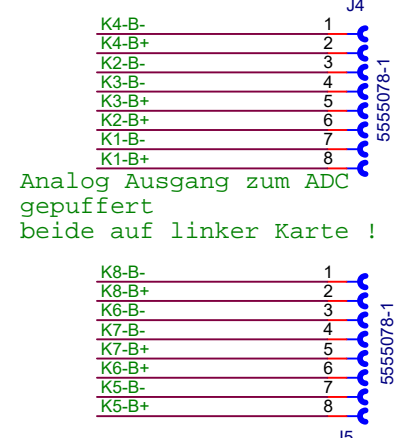 J4
K4-B- 1
K4-B+ 2
K2-B- 3
K3-B- 4
K3-B+ 5
K2-B+ 6
K1-B- 7
K1-B+ 8
5555078-1
Analog Ausgang zum ADC
gepuffert
beide auf linker Karte !
K8-B- 1
K8-B+ 2
K6-B- 3
K7-B- 4
K7-B+ 5
K6-B+ 6
K5-B- 7
K5-B+ 8
5555078-1
J5